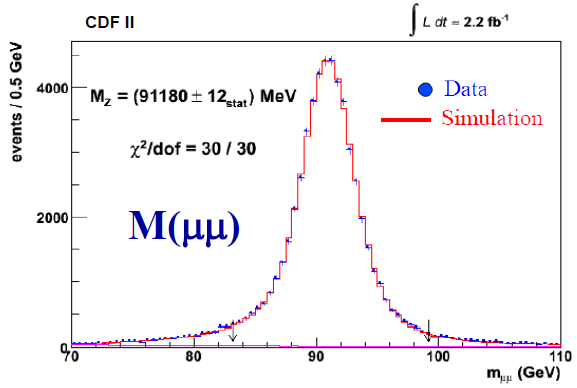 CDF II
∫ L dt = 2.2 fb⁻¹
events / 0.5 GeV
4000
2000
0
M_Z = (91180 ± 12_stat) MeV
χ²/dof = 30 / 30
M(μμ)
Data
Simulation
70 80 90 100 110
m_μμ (GeV)